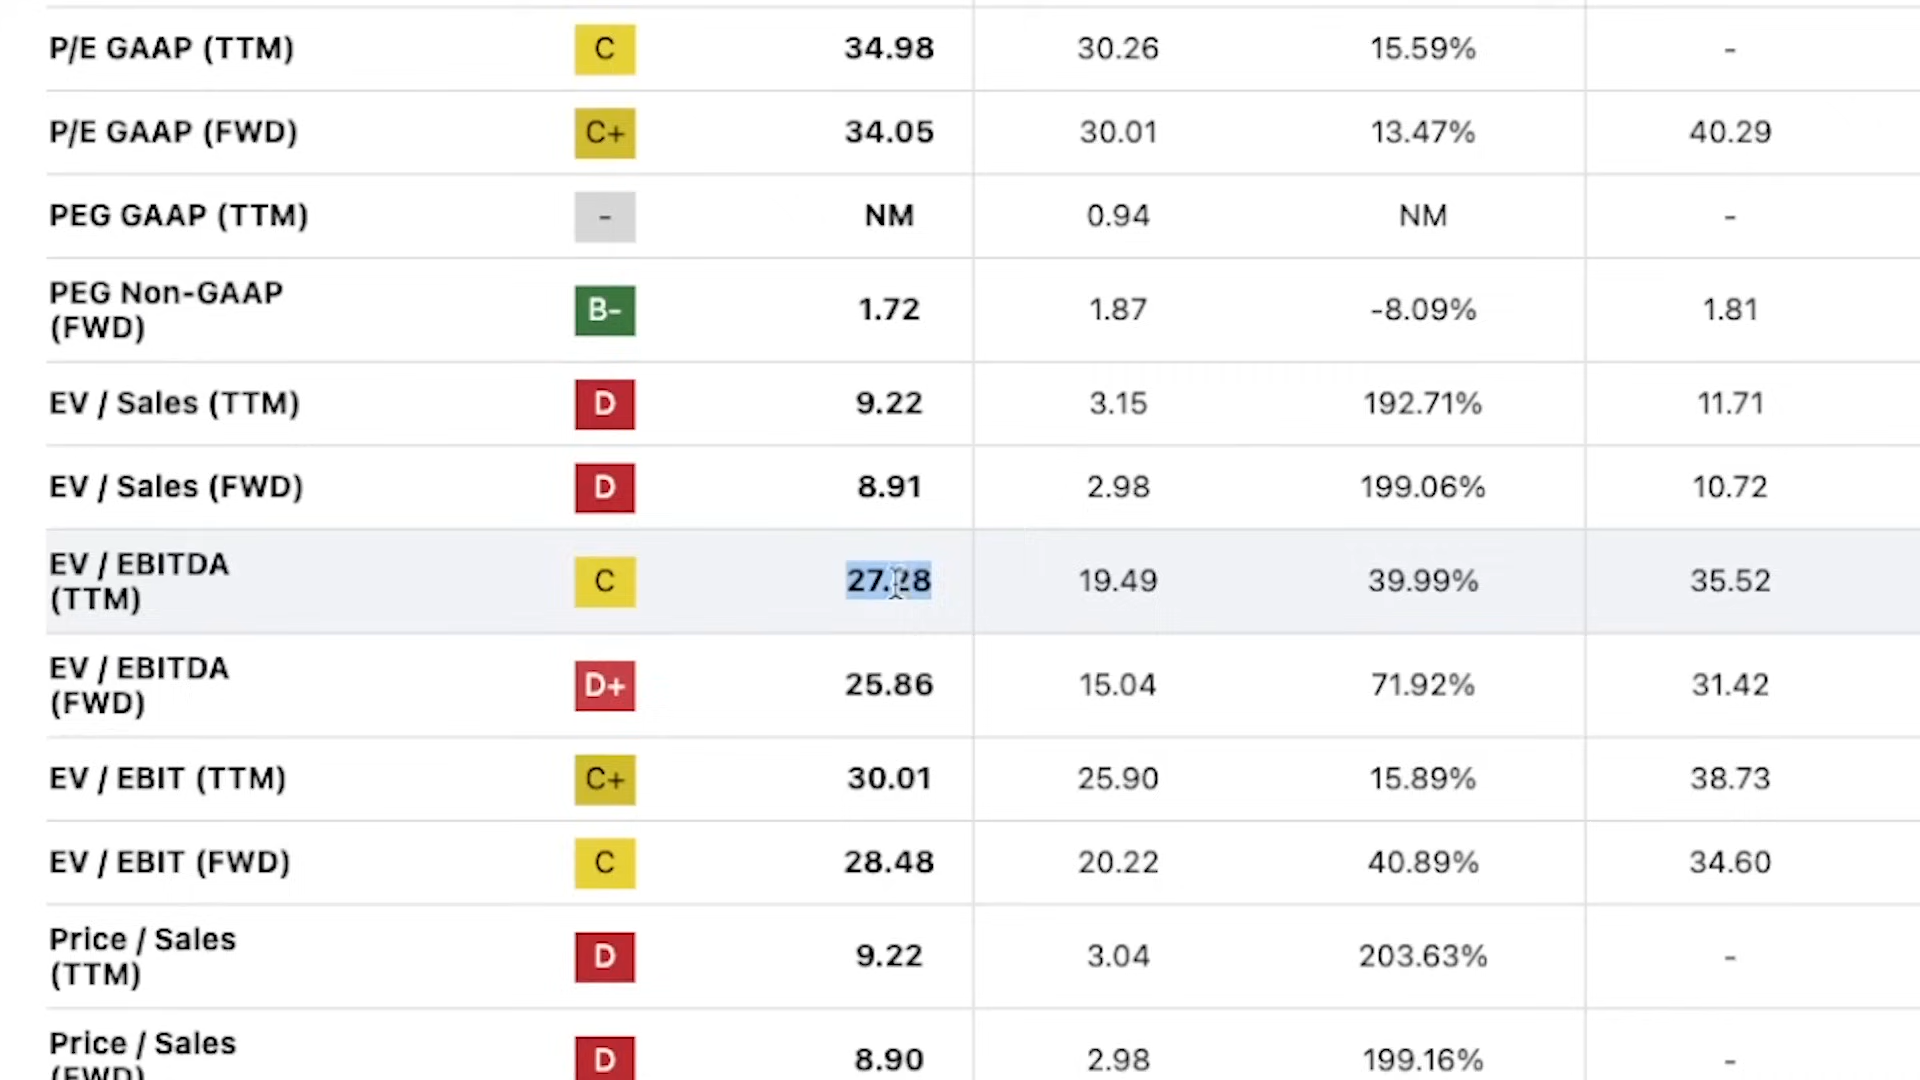 P/E GAAP (TTM) C 34.98 30.26 15.59% -
P/E GAAP (FWD) C+ 34.05 30.01 13.47% 40.29
PEG GAAP (TTM) - NM 0.94 NM -
PEG Non-GAAP
(FWD) B- 1.72 1.87 -8.09% 1.81
EV / Sales (TTM) D 9.22 3.15 192.71% 11.71
EV / Sales (FWD) D 8.91 2.98 199.06% 10.72
EV / EBITDA
(TTM) C 27.28 19.49 39.99% 35.52
EV / EBITDA
(FWD) D+ 25.86 15.04 71.92% 31.42
EV / EBIT (TTM) C+ 30.01 25.90 15.89% 38.73
EV / EBIT (FWD) C 28.48 20.22 40.89% 34.60
Price / Sales
(TTM) D 9.22 3.04 203.63% -
Price / Sales
(FWD) D 8.90 2.98 199.16% -